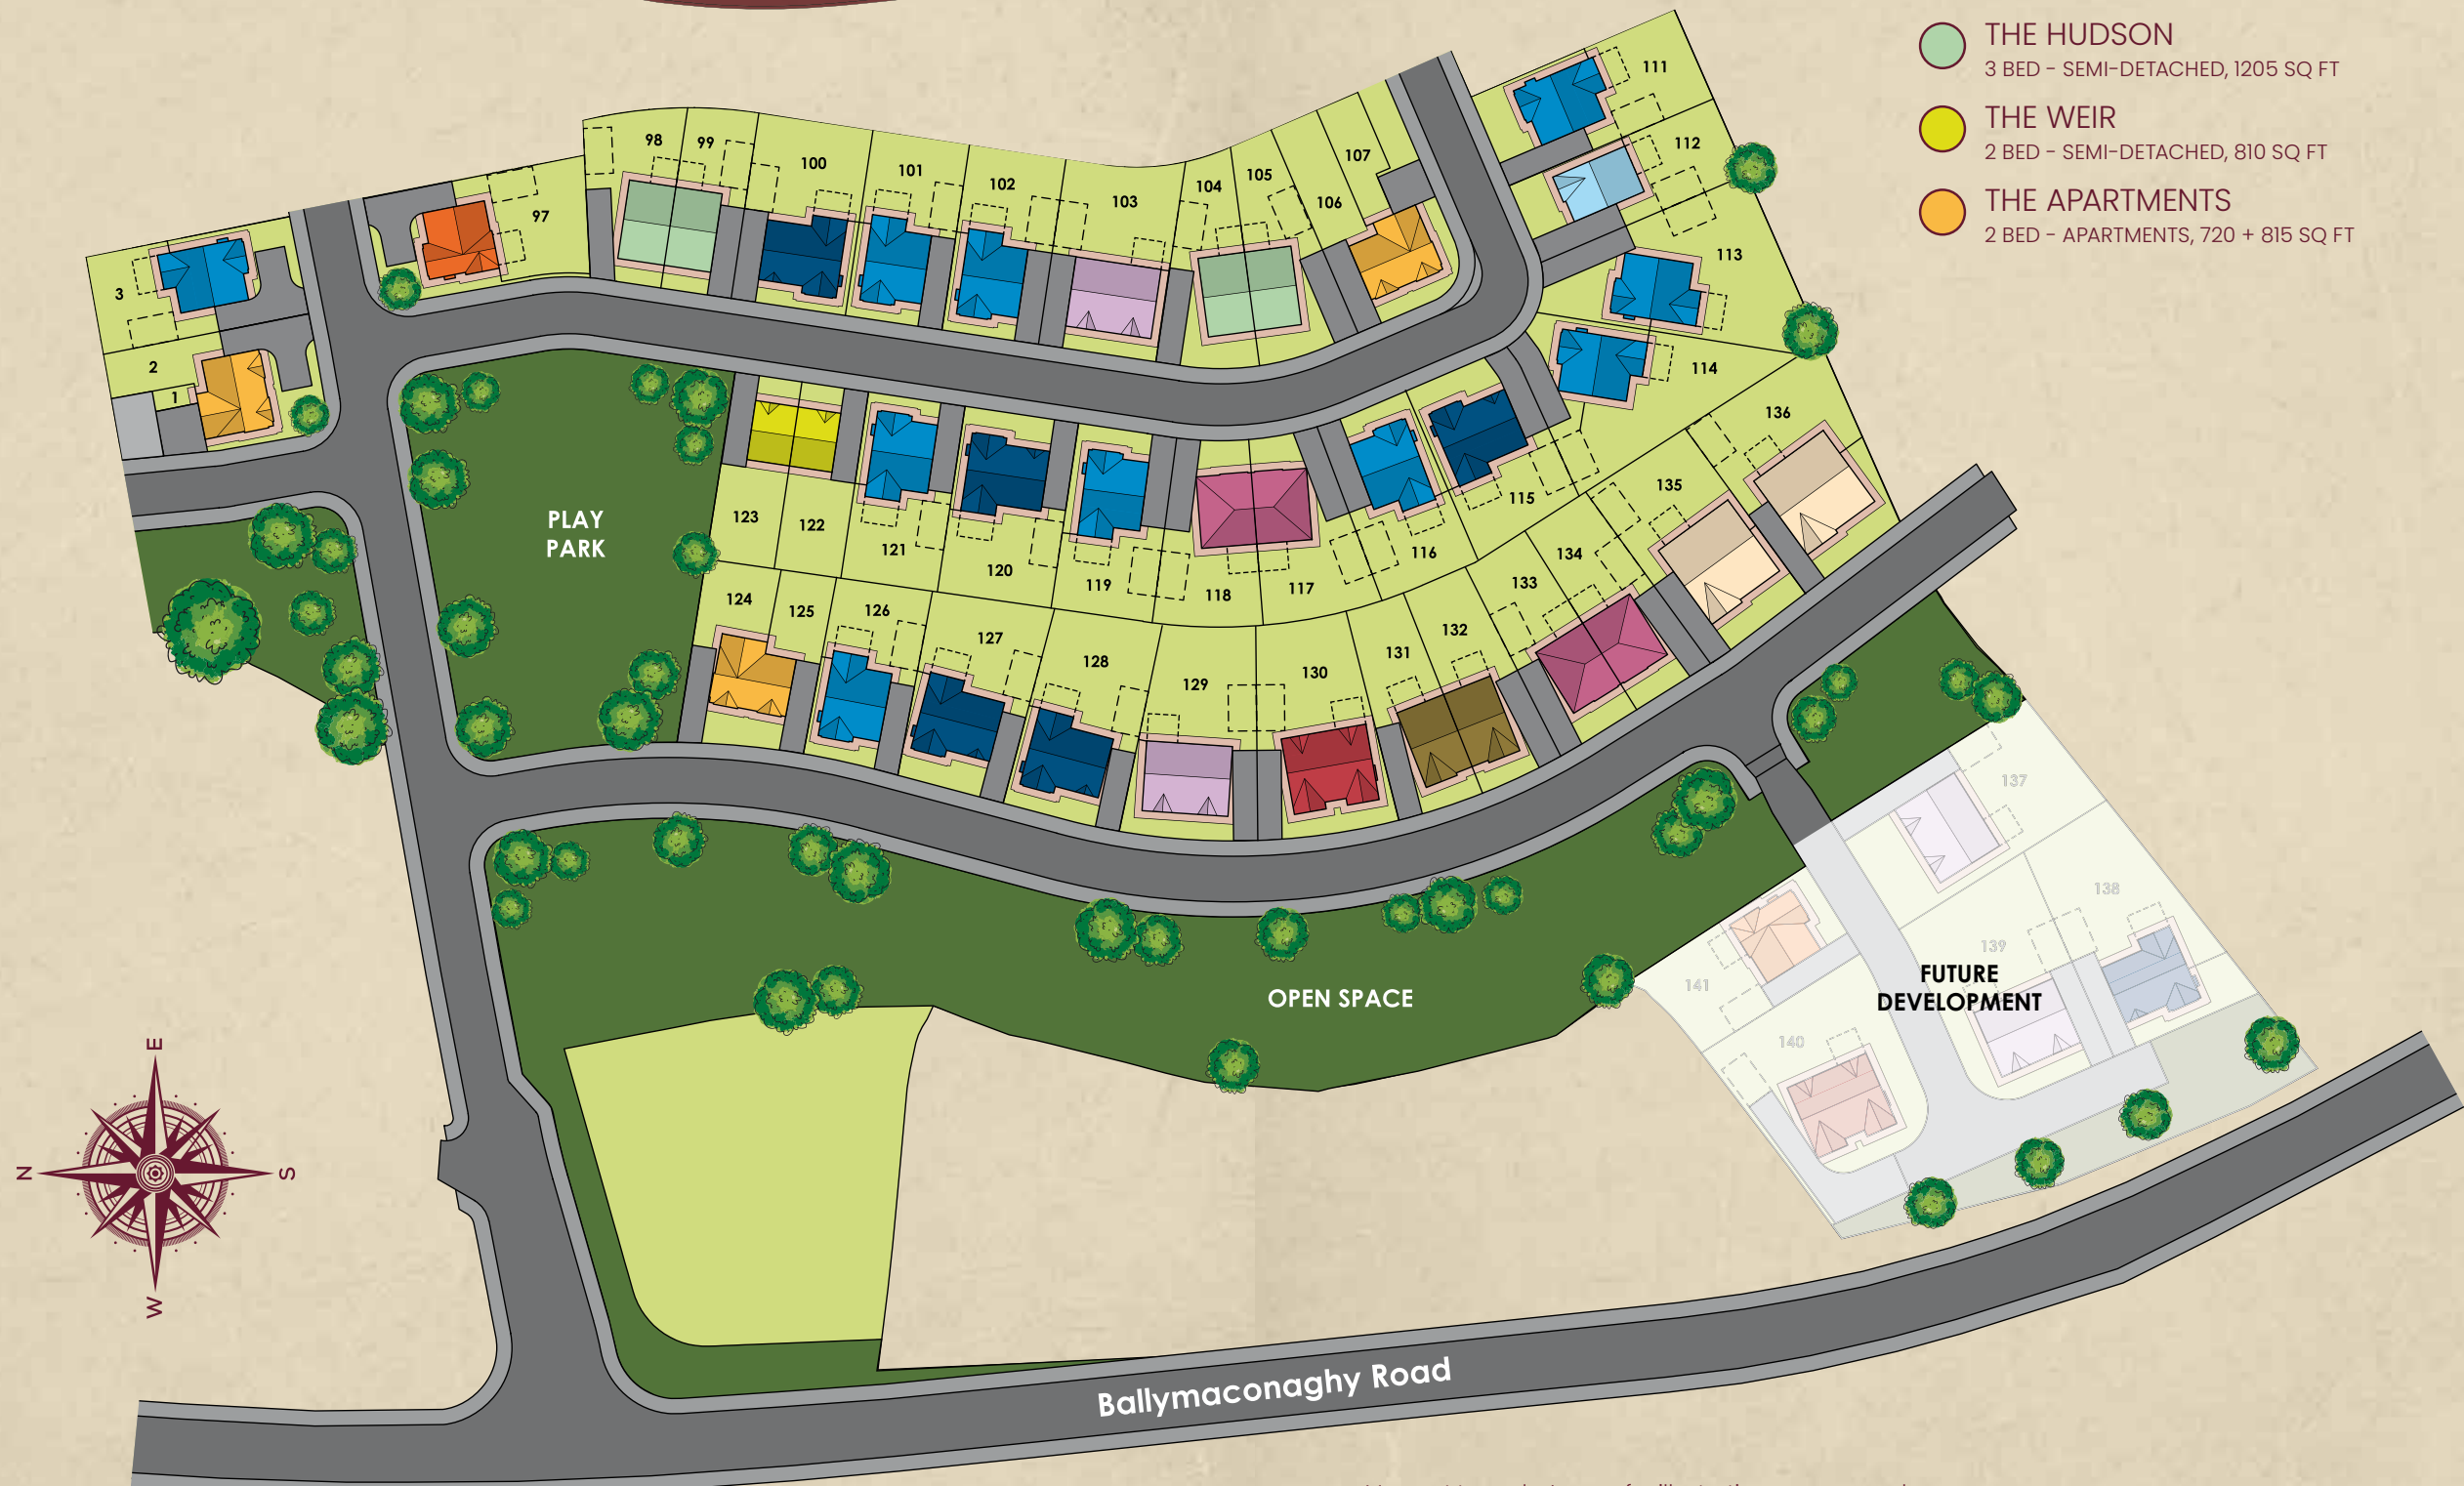 THE HUDSON
3 BED - SEMI-DETACHED, 1205 SQ FT
THE WEIR
2 BED - SEMI-DETACHED, 810 SQ FT
THE APARTMENTS
2 BED - APARTMENTS, 720 + 815 SQ FT
111
112
113
114
98
99
100
101
102
103
104
105
106
107
97
3
2
1
PLAY
PARK
123
122
121
120
119
118
117
116
115
136
135
134
133
132
131
130
129
128
127
126
125
124
137
138
139
141
140
FUTURE
DEVELOPMENT
OPEN SPACE
E
N
S
W
Ballymaconaghy Road